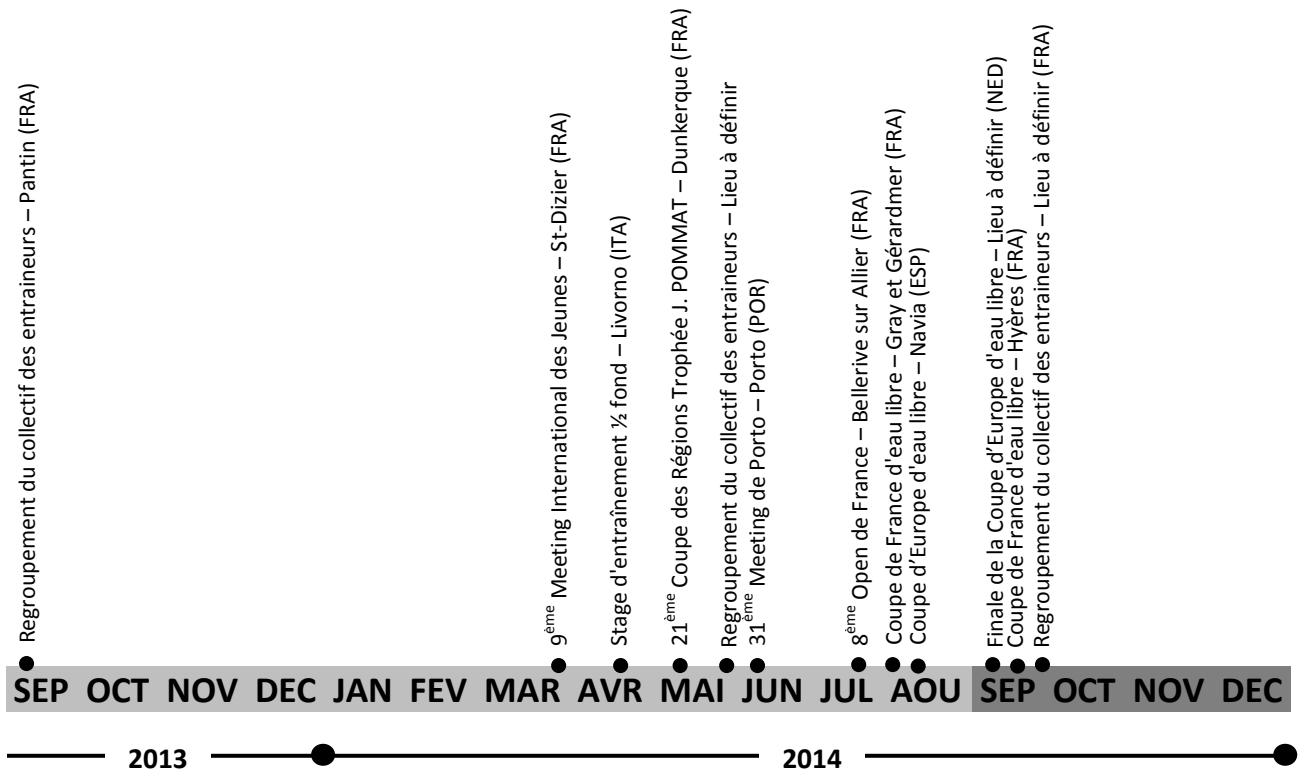 Regroupement du collectif des entraineurs – Pantin (FRA)
9ème Meeting International des Jeunes – St-Dizier (FRA)
Stage d'entraînement ½ fond – Livorno (ITA)
21ème Coupe des Régions Trophée J. POMMAT – Dunkerque (FRA)
Regroupement du collectif des entraineurs – Lieu à définir
31ème Meeting de Porto – Porto (POR)
8ème Open de France – Bellerive sur Allier (FRA)
Coupe de France d'eau libre – Gray et Gérardmer (FRA)
Coupe d'Europe d'eau libre – Navia (ESP)
Finale de la Coupe d'Europe d'eau libre – Lieu à définir (NED)
Coupe de France d'eau libre – Hyères (FRA)
Regroupement du collectif des entraineurs – Lieu à définir (FRA)
SEP OCT NOV DEC JAN FEV MAR AVR MAI JUN JUL AOU SEP OCT NOV DEC
2013 2014